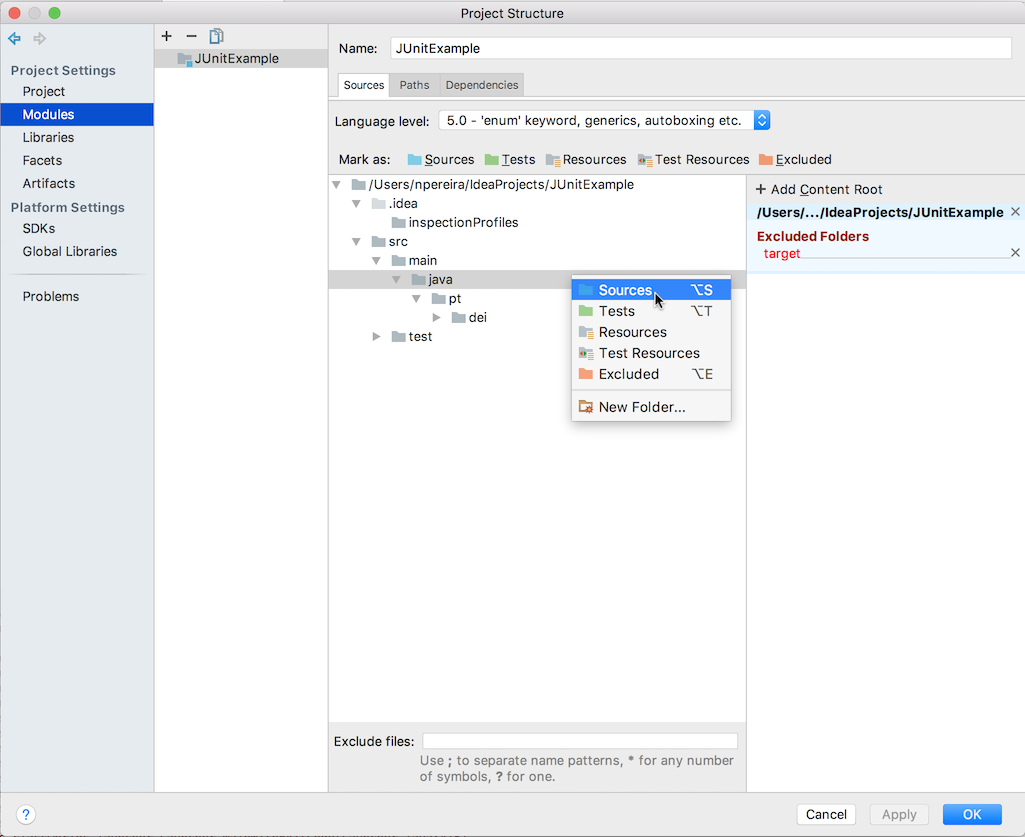 Project Structure
Project Settings
Project
Modules
Libraries
Facets
Artifacts
Platform Settings
SDKs
Global Libraries
Problems
JUnitExample
Name: JUnitExample
Sources Paths Dependencies
Language level: 5.0 - 'enum' keyword, generics, autoboxing etc.
Mark as: Sources Tests Resources Test Resources Excluded
/Users/npereira/IdeaProjects/JUnitExample
.idea
inspectionProfiles
src
main
java
pt
dei
test
Sources ⌥S
Tests ⌥T
Resources
Test Resources
Excluded ⌥E
New Folder...
+ Add Content Root
/Users/.../IdeaProjects/JUnitExample
Excluded Folders
target
Exclude files:
Use ; to separate name patterns, * for any number
of symbols, ? for one.
?
Cancel Apply OK